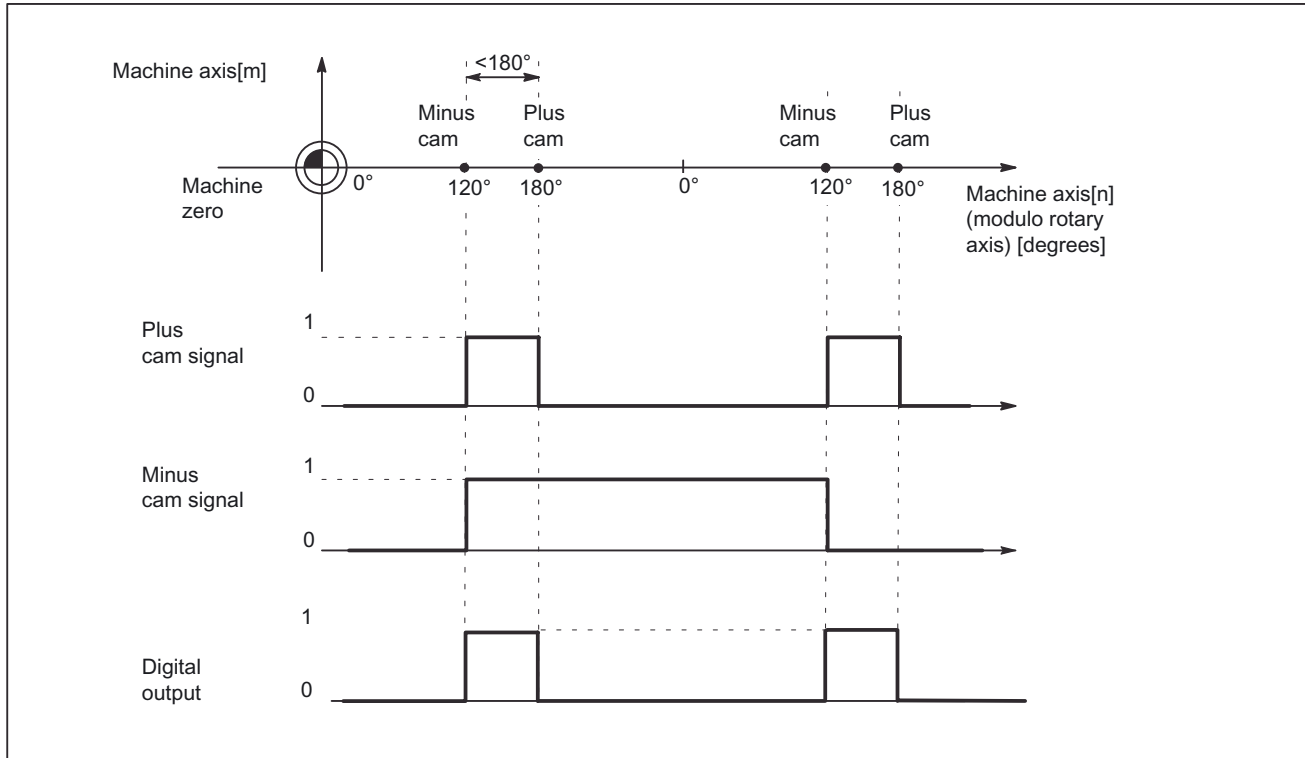 Machine axis[m]
<180°
Minus
cam
Plus
cam
Minus
cam
Plus
cam
Machine
zero
0°
120°
180°
0°
120°
180°
Machine axis[n]
(modulo rotary
axis) [degrees]
Plus
cam signal
1
0
Minus
cam signal
1
0
Digital
output
1
0